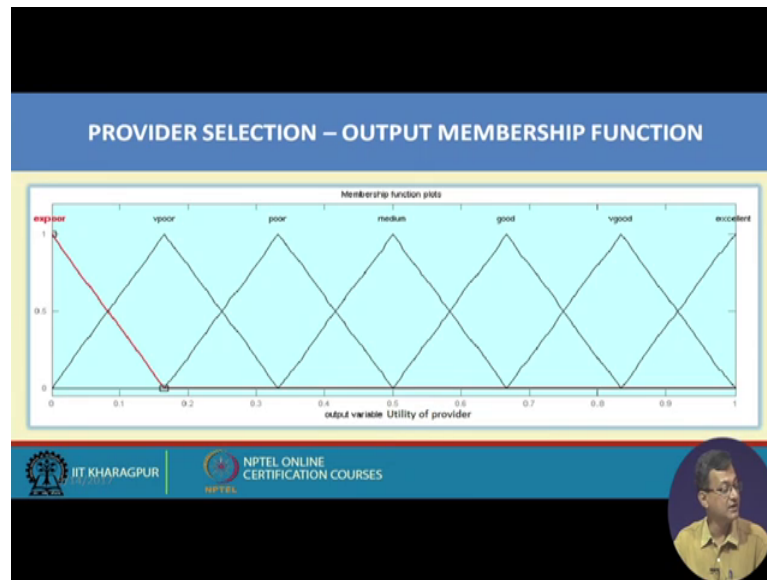 PROVIDER SELECTION – OUTPUT MEMBERSHIP FUNCTION
Membership function plots
expoor vpoor poor medium good vgood excellent
1
0.5
0
0 0.1 0.2 0.3 0.4 0.5 0.6 0.7 0.8 0.9 1
output variable Utility of provider
IIT KHARAGPUR
NPTEL ONLINE
CERTIFICATION COURSES
NPTEL